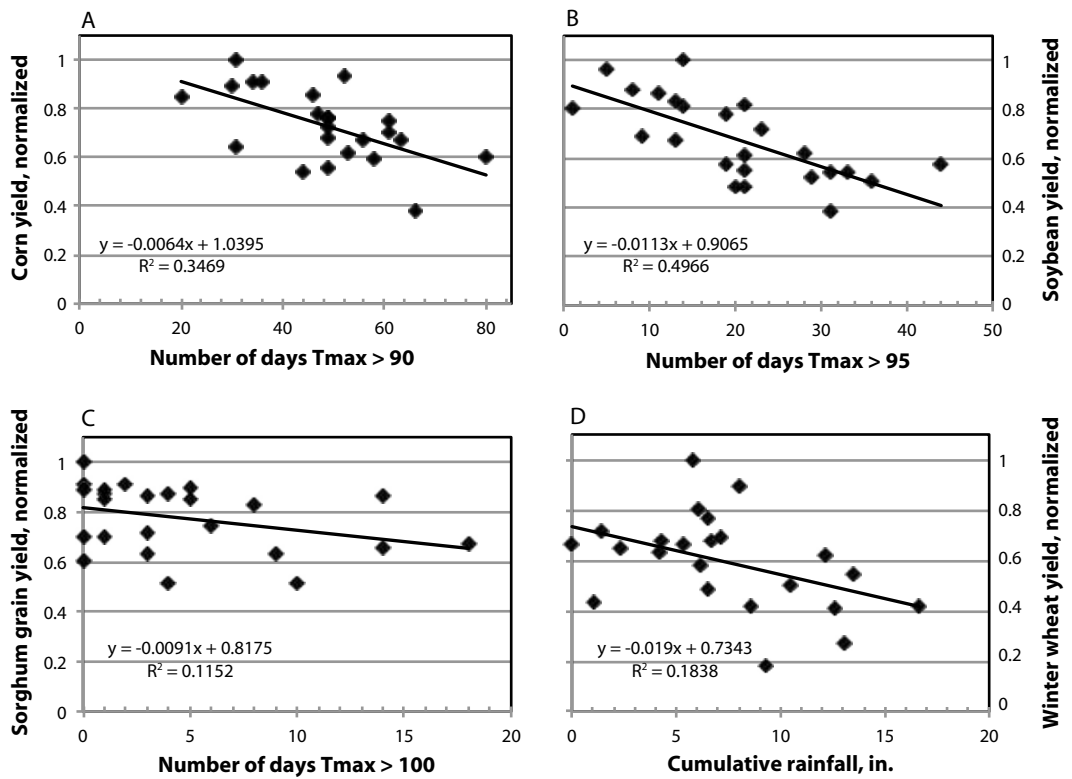 A
Corn yield, normalized
1
0.8
0.6
0.4
0.2
0
y = -0.0064x + 1.0395
R² = 0.3469
0 20 40 60 80
Number of days Tmax > 90
B
Soybean yield, normalized
1
0.8
0.6
0.4
0.2
0
y = -0.0113x + 0.9065
R² = 0.4966
0 10 20 30 40 50
Number of days Tmax > 95
C
Sorghum grain yield, normalized
1
0.8
0.6
0.4
0.2
0
y = -0.0091x + 0.8175
R² = 0.1152
0 5 10 15 20
Number of days Tmax > 100
D
Winter wheat yield, normalized
1
0.8
0.6
0.4
0.2
0
y = -0.019x + 0.7343
R² = 0.1838
0 5 10 15 20
Cumulative rainfall, in.